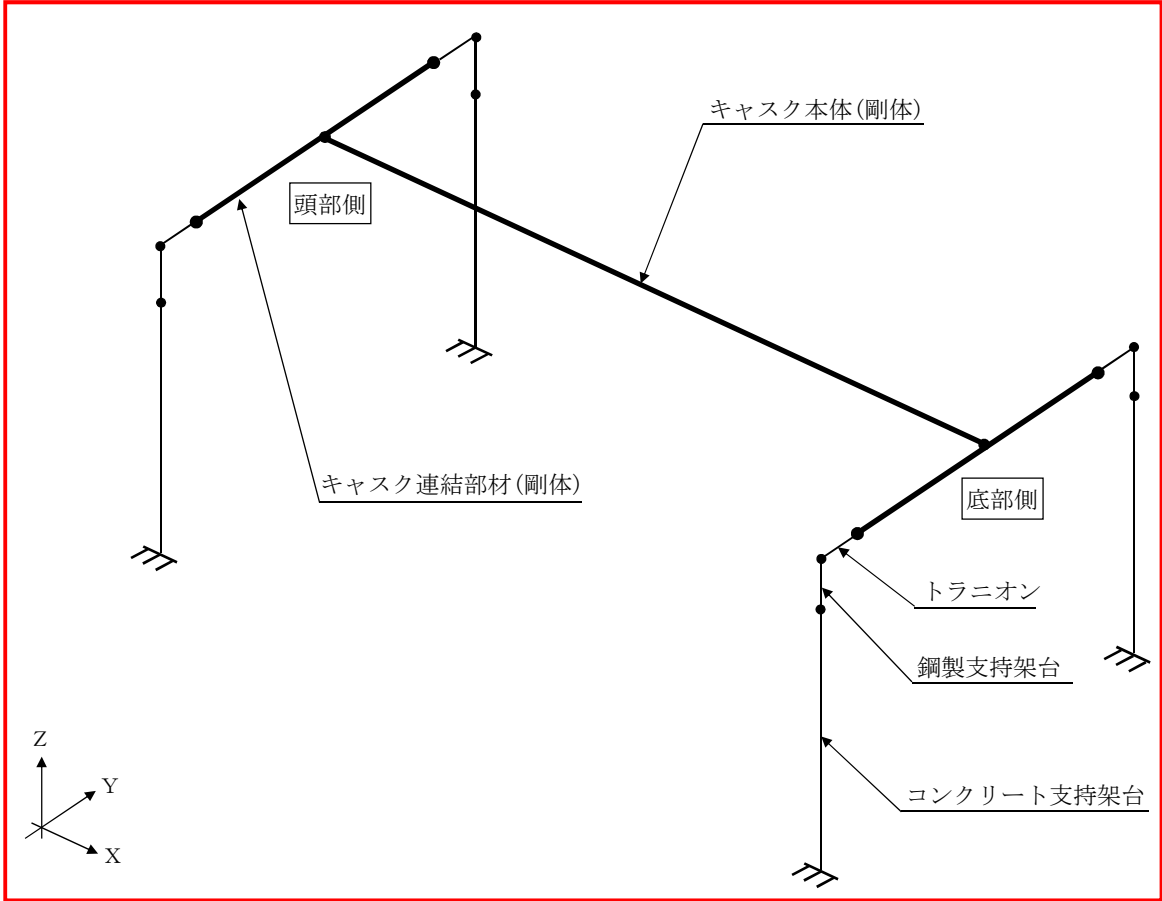 キャスク本体(剛体)
頭部側
キャスク連結部材(剛体)
底部側
トラニオン
鋼製支持架台
コンクリート支持架台
Z
Y
X